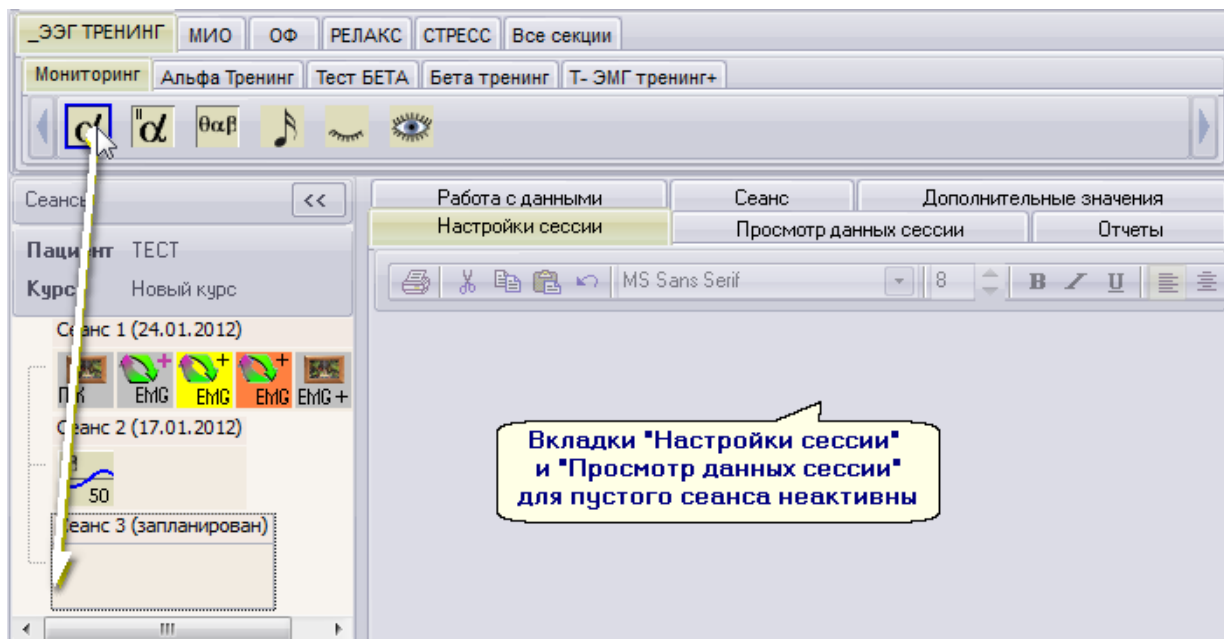 _ЭЭГ ТРЕНИНГ МИО ОФ РЕЛАКС СТРЕСС Все секции
Мониторинг Альфа Тренинг Тест БЕТА Бета тренинг Т- ЭМГ тренинг+
α "α θαβ
Сеансы <<
Работа с данными Сеанс Дополнительные значения
Настройки сессии Просмотр данных сессии Отчеты
Пациент ТЕСТ
Курс Новый курс
MS Sans Serif 8 B I U
Сеанс 1 (24.01.2012)
EMG EMG EMG EMG +
Сеанс 2 (17.01.2012)
50
Сеанс 3 (запланирован)
Вкладки "Настройки сессии"
и "Просмотр данных сессии"
для пустого сеанса неактивны